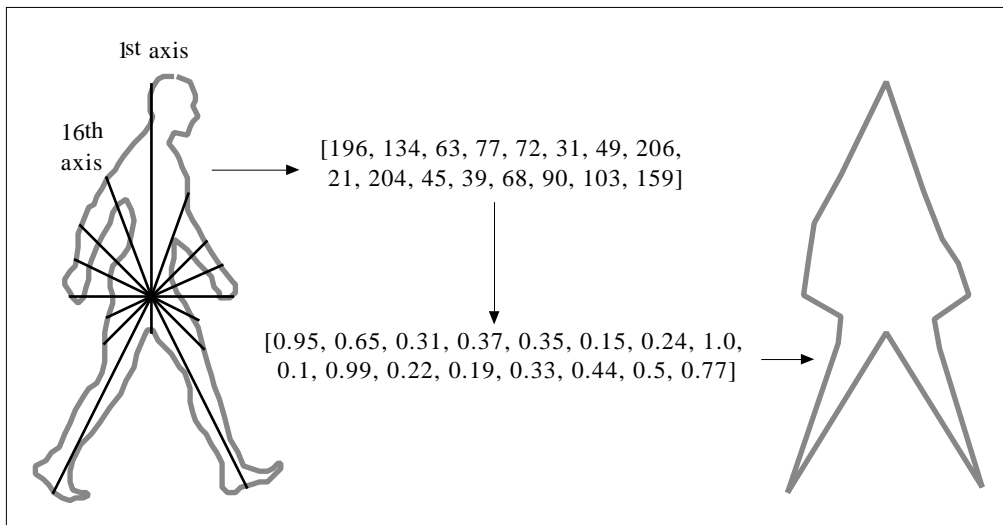 1st axis
16th
axis
[196, 134, 63, 77, 72, 31, 49, 206,
21, 204, 45, 39, 68, 90, 103, 159]
[0.95, 0.65, 0.31, 0.37, 0.35, 0.15, 0.24, 1.0,
0.1, 0.99, 0.22, 0.19, 0.33, 0.44, 0.5, 0.77]